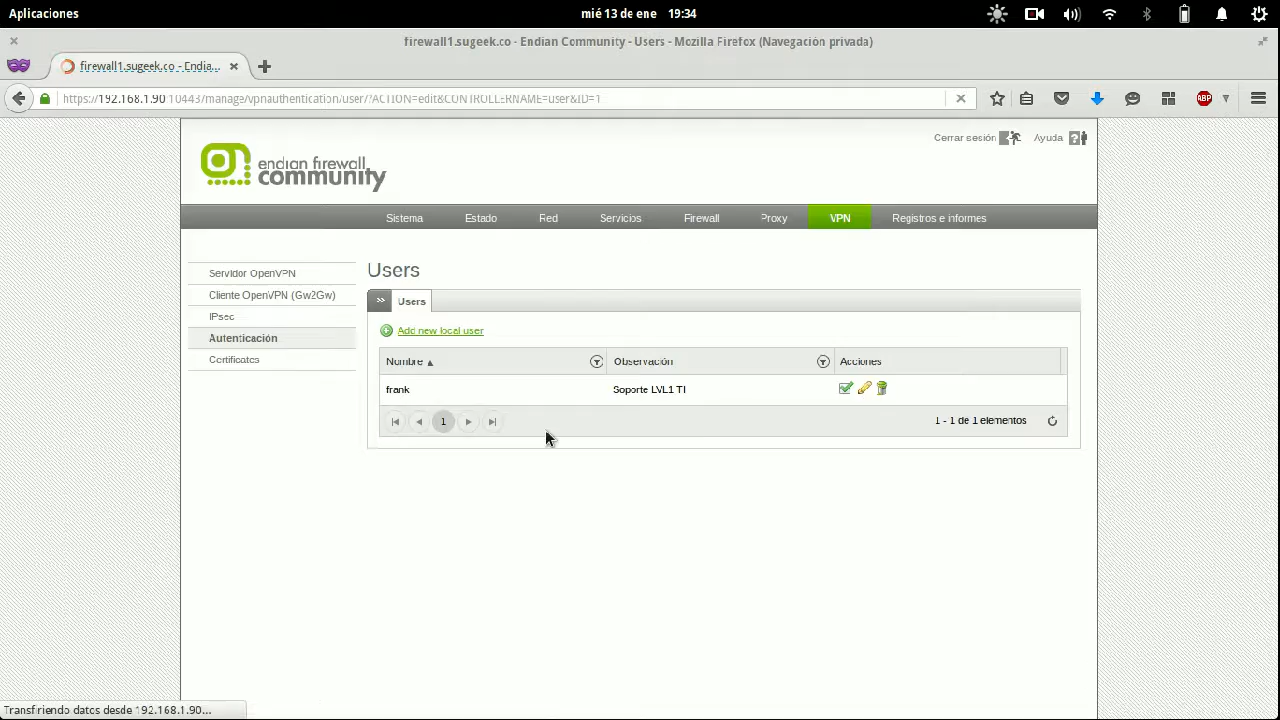 Aplicaciones
mié 13 de ene 19:34
firewall1.sugeek.co - Endian Community - Users - Mozilla Firefox (Navegación privada)
firewall1.sugeek.co - Endia...
https://192.168.1.90:10443/manage/vpnauthentication/user/?ACTION=edit&CONTROLLERNAME=user&ID=1
ABP
Cerrar sesión
Ayuda
endian firewall
community
Sistema
Estado
Red
Servicios
Firewall
Proxy
VPN
Registros e informes
Servidor OpenVPN
Cliente OpenVPN (Gw2Gw)
IPsec
Autenticación
Certificates
Users
Users
Add new local user
Nombre
Observación
Acciones
frank
Soporte LVL1 TI
1
1 - 1 de 1 elementos
Transfiriendo datos desde 192.168.1.90...